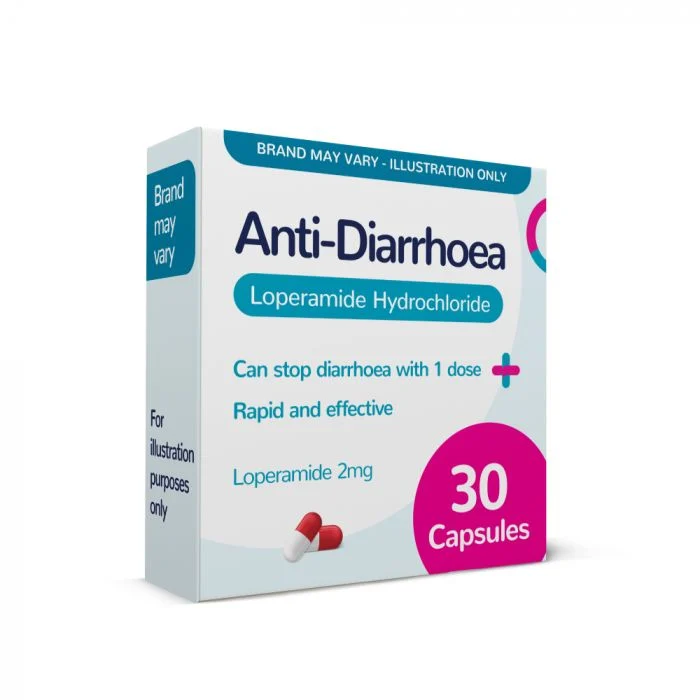 BRAND MAY VARY - ILLUSTRATION ONLY
Anti-Diarrhoea
Loperamide Hydrochloride
Can stop diarrhoea with 1 dose
Rapid and effective
Loperamide 2mg
30
Capsules
Brand
may
vary
For
illustration
purposes
only